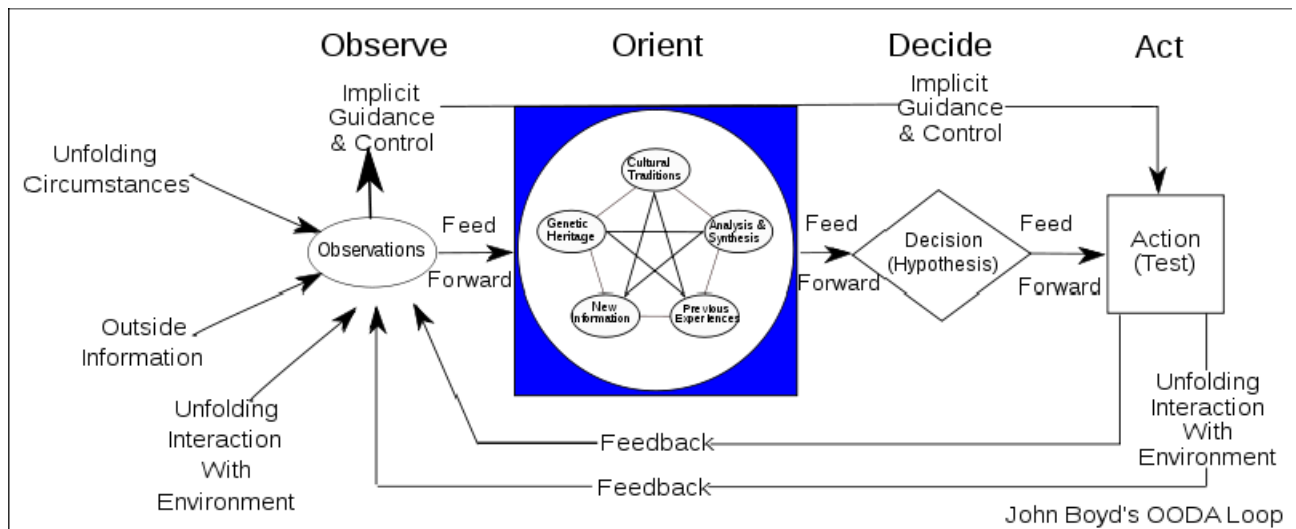 Observe
Orient
Decide
Act
Implicit
Guidance
& Control
Implicit
Guidance
& Control
Unfolding
Circumstances
Observations
Feed
Forward
Cultural
Traditions
Genetic
Heritage
Analysis &
Synthesis
New
Information
Previous
Experiences
Feed
Forward
Decision
(Hypothesis)
Feed
Forward
Action
(Test)
Outside
Information
Unfolding
Interaction
With
Environment
Feedback
Feedback
Unfolding
Interaction
With
Environment
John Boyd's OODA Loop